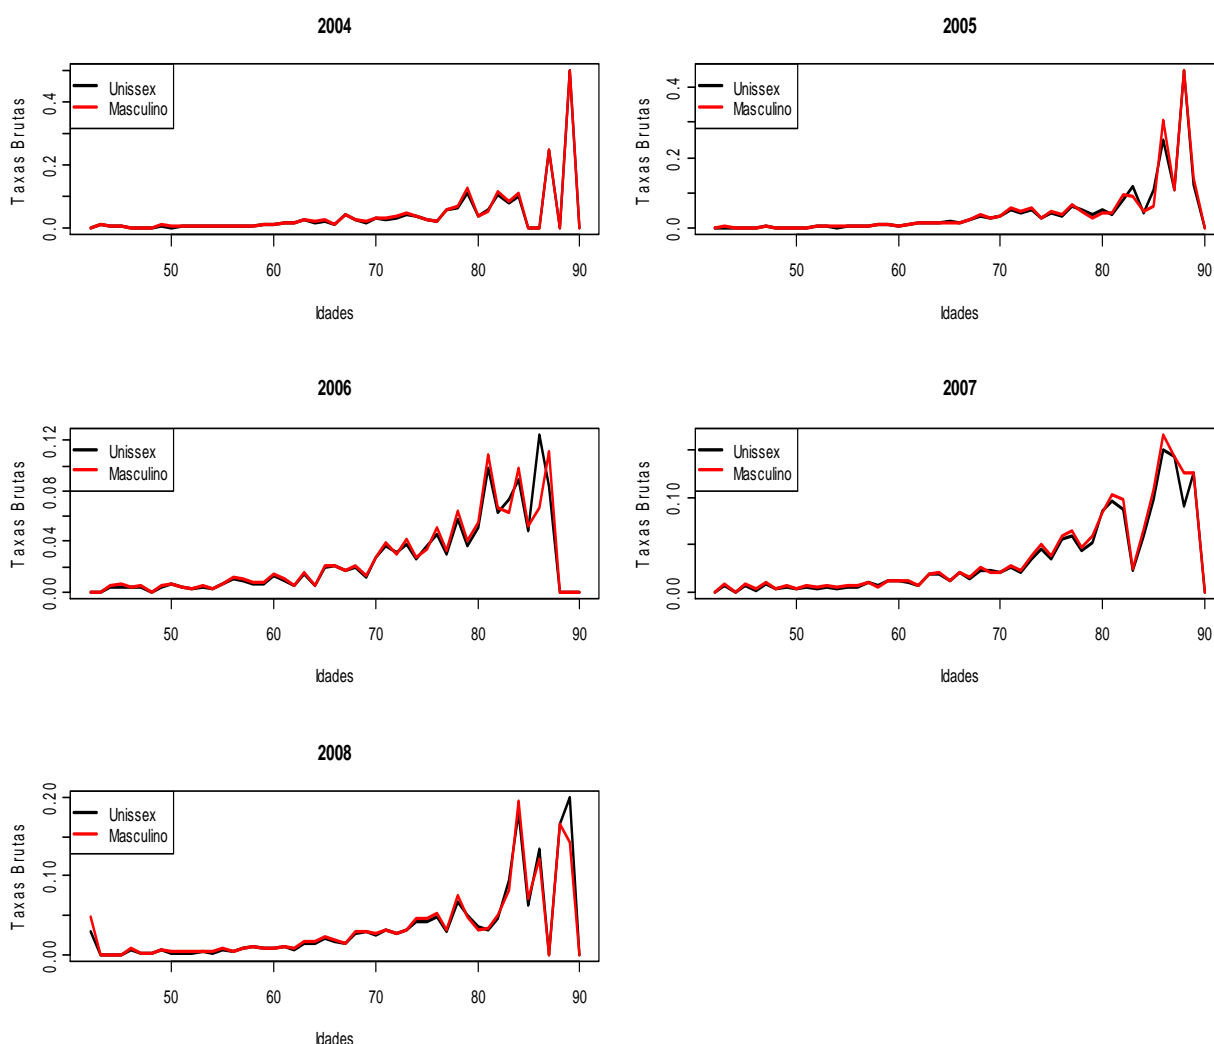 2004
Taxas Brutas
0.0 0.2 0.4
Unissex
Masculino
50 60 70 80 90
Idades
2005
Taxas Brutas
0.0 0.2 0.4
Unissex
Masculino
50 60 70 80 90
Idades
2006
Taxas Brutas
0.00 0.04 0.08 0.12
Unissex
Masculino
50 60 70 80 90
Idades
2007
Taxas Brutas
0.00 0.10
Unissex
Masculino
50 60 70 80 90
Idades
2008
Taxas Brutas
0.00 0.10 0.20
Unissex
Masculino
50 60 70 80 90
Idades